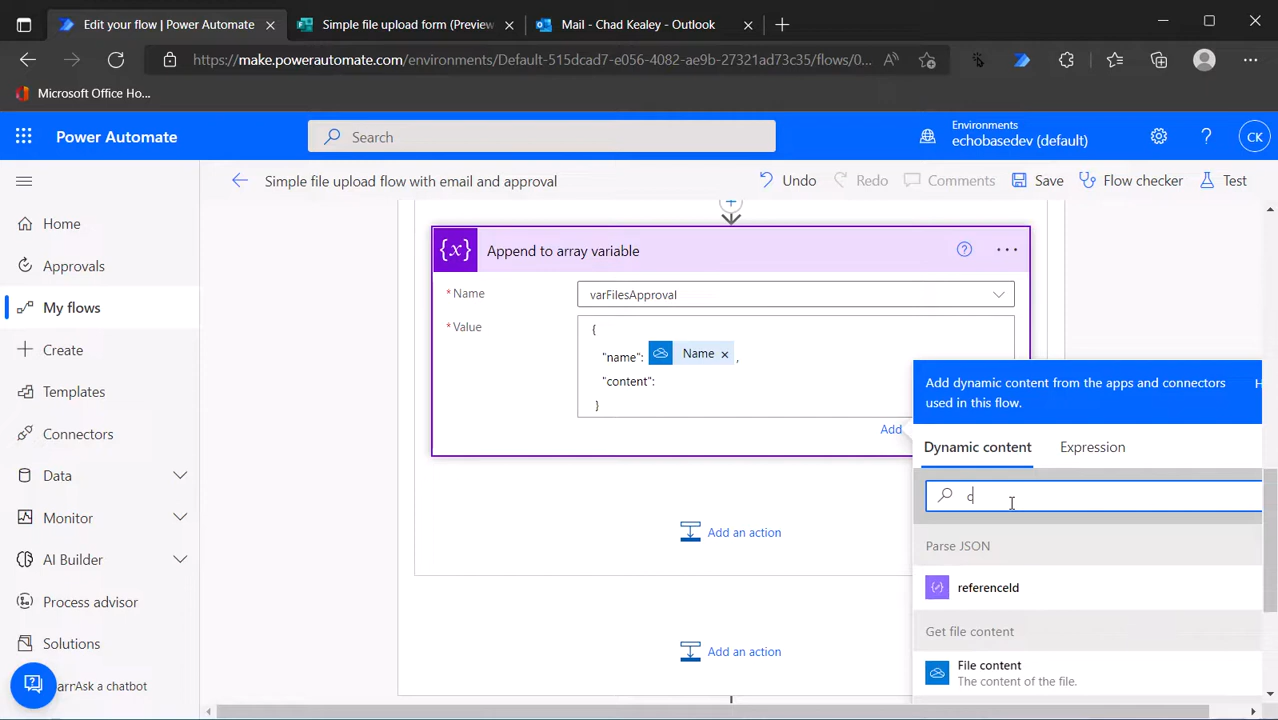 Edit your flow | Power Automate
Simple file upload form (Preview
Mail - Chad Kealey - Outlook
https://make.powerautomate.com/environments/Default-515dcad7-e056-4082-ae9b-27321ad73c35/flows/0...
Microsoft Office Ho...
Power Automate
Search
Environments
echobasedev (default)
CK
Simple file upload flow with email and approval
Undo
Redo
Comments
Save
Flow checker
Test
Home
Approvals
My flows
Create
Templates
Connectors
Data
Monitor
AI Builder
Process advisor
Solutions
Ask a chatbot
{x} Append to array variable
* Name
varFilesApproval
* Value
{
"name": Name × ,
"content":
}
Add
Add dynamic content from the apps and connectors
used in this flow.
H
Dynamic content
Expression
c
Parse JSON
referenceId
Get file content
File content
The content of the file.
Add an action
Add an action